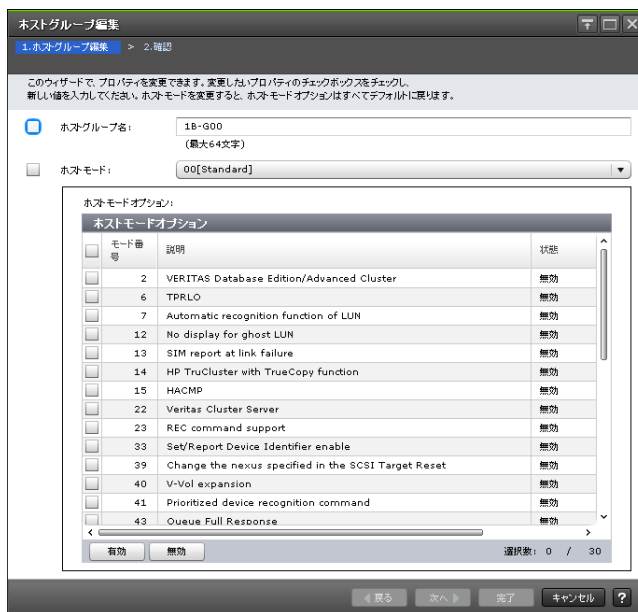 ホストグループ編集
1.ホストグループ編集 > 2.確認
このウィザードで、プロパティを変更できます。変更したいプロパティのチェックボックスをチェックし、
新しい値を入力してください。ホストモードを変更すると、ホストモードオプションはすべてデフォルトに戻ります。
ホストグループ名: 1B-G00
(最大64文字)
ホストモード: 00[Standard]
ホストモードオプション:
ホストモードオプション
モード番号 説明 状態
2 VERITAS Database Edition/Advanced Cluster 無効
6 TPRLO 無効
7 Automatic recognition function of LUN 無効
12 No display for ghost LUN 無効
13 SIM report at link failure 無効
14 HP TruCluster with TrueCopy function 無効
15 HACMP 無効
22 Veritas Cluster Server 無効
23 REC command support 無効
33 Set/Report Device Identifier enable 無効
39 Change the nexus specified in the SCSI Target Reset 無効
40 V-Vol expansion 無効
41 Prioritized device recognition command 無効
43 Queue Full Response 無効
有効 無効 選択数: 0 / 30
戻る 次へ 完了 キャンセル ?